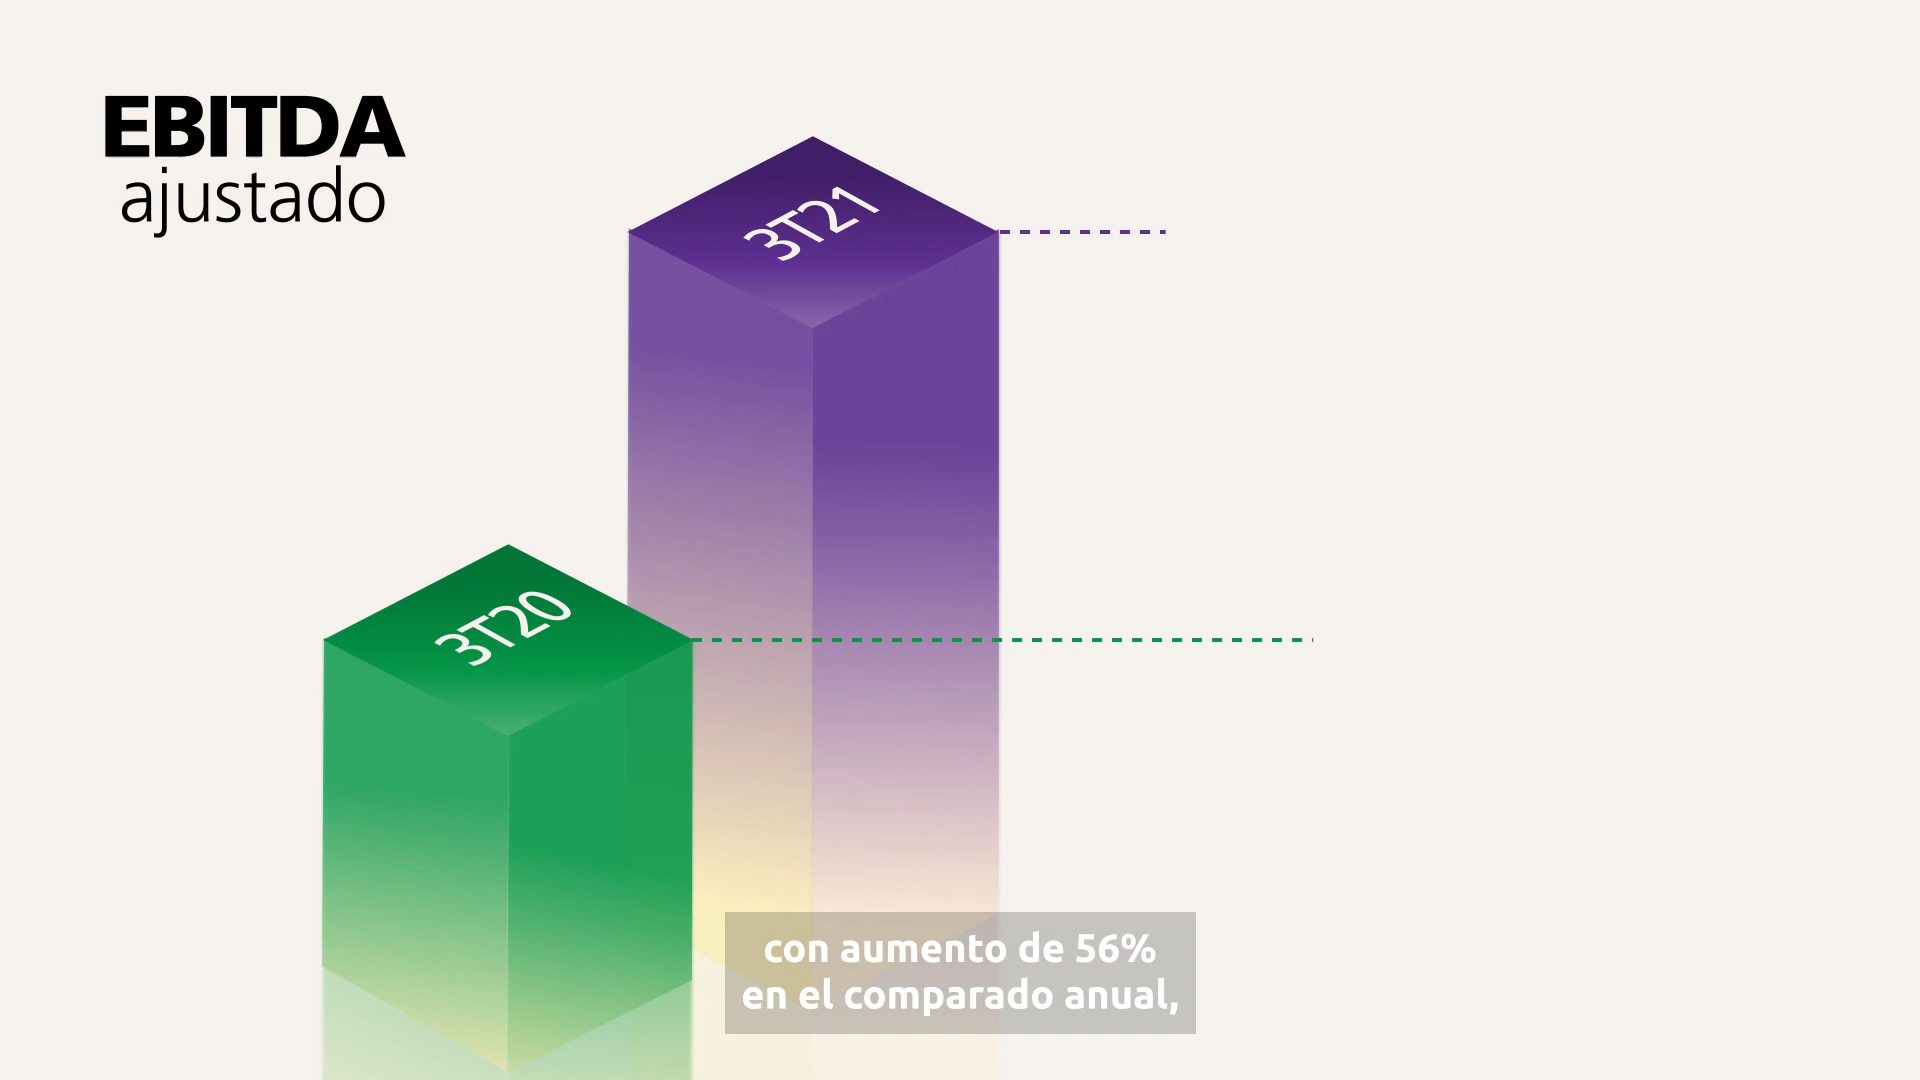 EBITDA
ajustado
3T21
3T20
con aumento de 56%
en el comparado anual,